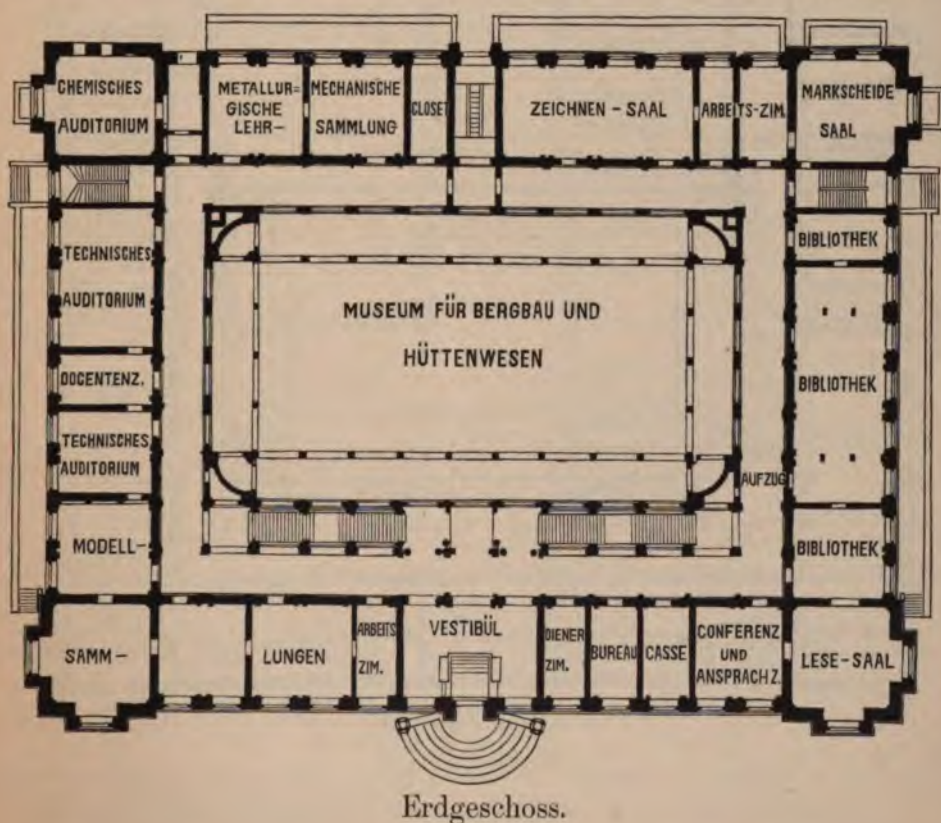 CHEMISCHES
AUDITORIUM
METALLUR=
GISCHE
LEHR-
MECHANISCHE
SAMMLUNG
CLOSET
ZEICHNEN - SAAL
ARBEITS-ZIM.
MARKSCHEIDE
SAAL
TECHNISCHES
AUDITORIUM
DOCENTENZ.
TECHNISCHES
AUDITORIUM
MODELL-
MUSEUM FÜR BERGBAU UND
HÜTTENWESEN
BIBLIOTHEK
BIBLIOTHEK
AUFZUG
BIBLIOTHEK
SAMM-
LUNGEN
ARBEITS
ZIM.
VESTIBÜL
DIENER
ZIM.
BUREAU
CASSE
CONFERENZ
UND
ANSPRACH Z.
LESE-SAAL
Erdgeschoss.